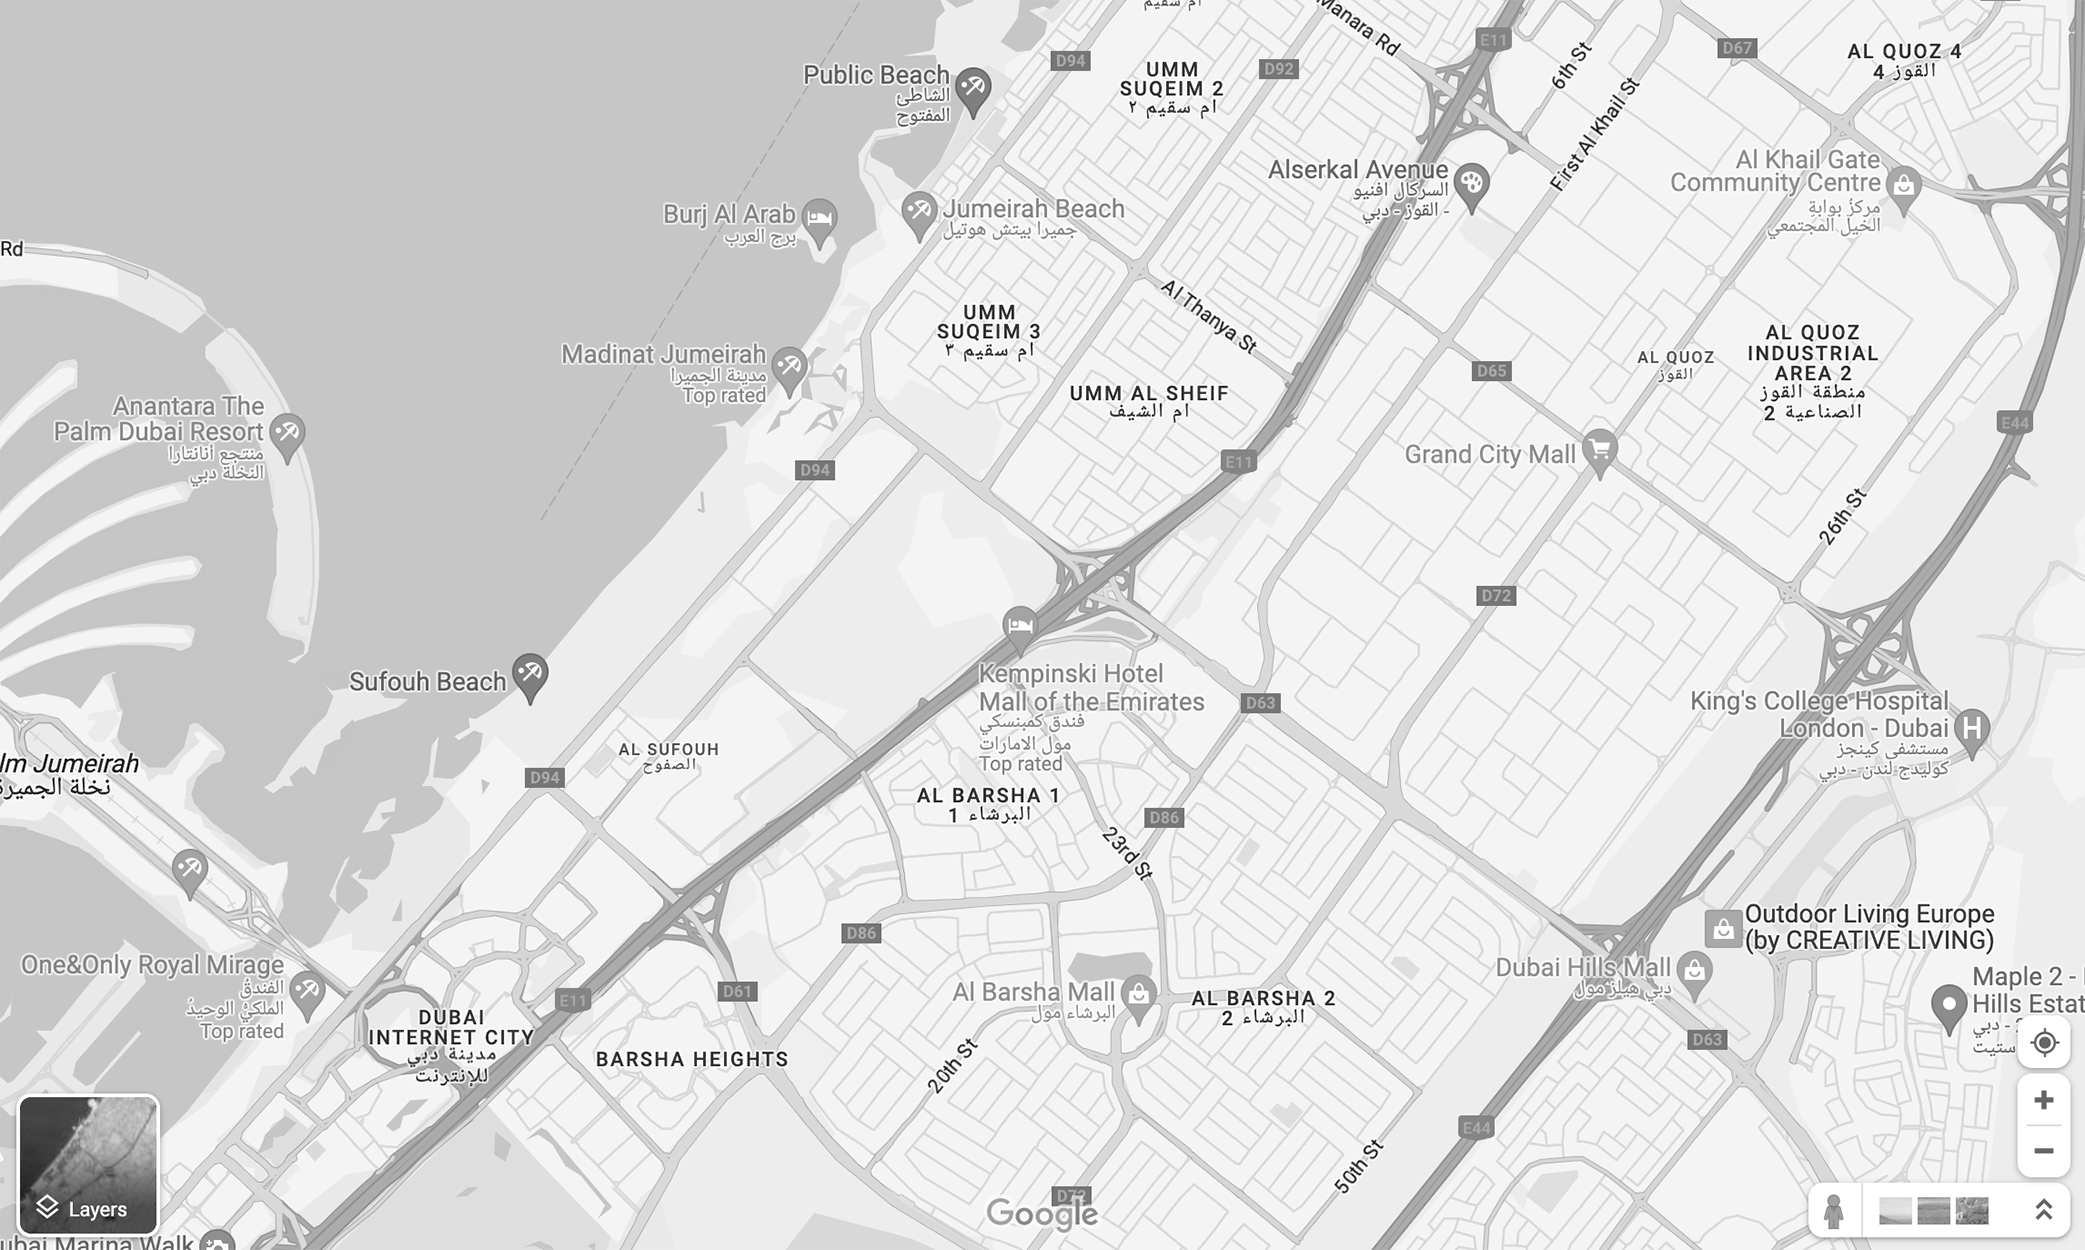 ام سقيم
Manara Rd
E11
D94
D92
D67
6th St
AL QUOZ 4
القوز 4
UMM
SUQEIM 2
ام سقيم ٢
Public Beach
الشاطئ
المفتوح
First Al Khail St
Alserkal Avenue
السركال افنيو
- القوز - دبي
Al Khail Gate
Community Centre
مركز بوابة
الخيل المجتمعي
Burj Al Arab
برج العرب
Jumeirah Beach
جميرا بيتش هوتيل
Rd
Al Thanya St
UMM
SUQEIM 3
ام سقيم ٣
Madinat Jumeirah
مدينة الجميرا
Top rated
UMM AL SHEIF
ام الشيف
D65
AL QUOZ
القوز
AL QUOZ
INDUSTRIAL
AREA 2
منطقة القوز
الصناعية 2
Anantara The
Palm Dubai Resort
منتجع أنانتارا
النخلة دبي
E44
D94
E11
Grand City Mall
26th St
D72
Kempinski Hotel
Mall of the Emirates
فندق كمبنسكي
مول الامارات
Top rated
Sufouh Beach
D63
King's College Hospital
London - Dubai
مستشفى كينجز
كوليدج لندن - دبي
lm Jumeirah
نخلة الجميرة
AL SUFOUH
الصفوح
D94
AL BARSHA 1
البرشاء 1
D86
23rd St
D86
Outdoor Living Europe
(by CREATIVE LIVING)
One&Only Royal Mirage
الفندق
الملكي الوحيد
Top rated
Dubai Hills Mall
دبي هيلز مول
Maple 2 -
Hills Estat
دبي -
ستيت
D61
E11
Al Barsha Mall
البرشاء مول
AL BARSHA 2
البرشاء 2
DUBAI
INTERNET CITY
مدينة دبي
للإنترنت
BARSHA HEIGHTS
20th St
D63
E44
50th St
D72
Google
Layers
ubai Marina Walk